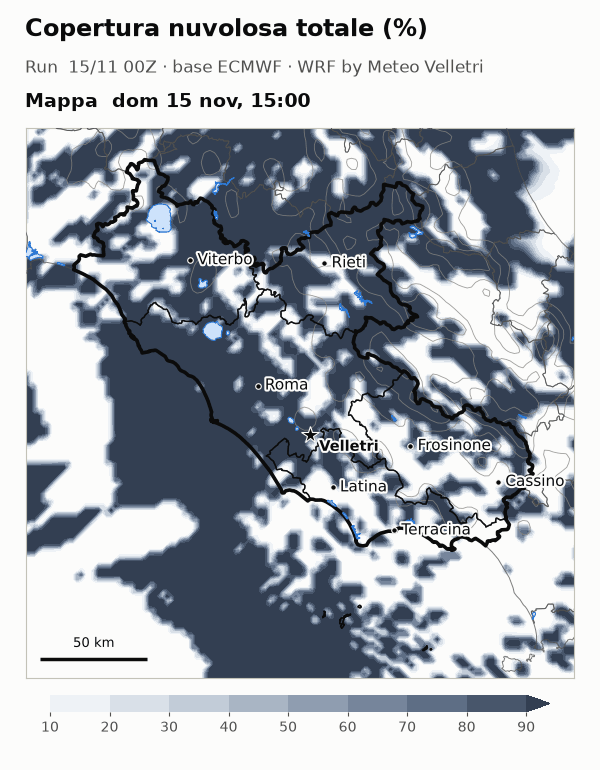 Copertura nuvolosa totale (%)
Run 15/11 00Z · base ECMWF · WRF by Meteo Velletri
Mappa dom 15 nov, 15:00
Viterbo
Rieti
Roma
Velletri
Frosinone
Cassino
Latina
Terracina
50 km
10 20 30 40 50 60 70 80 90